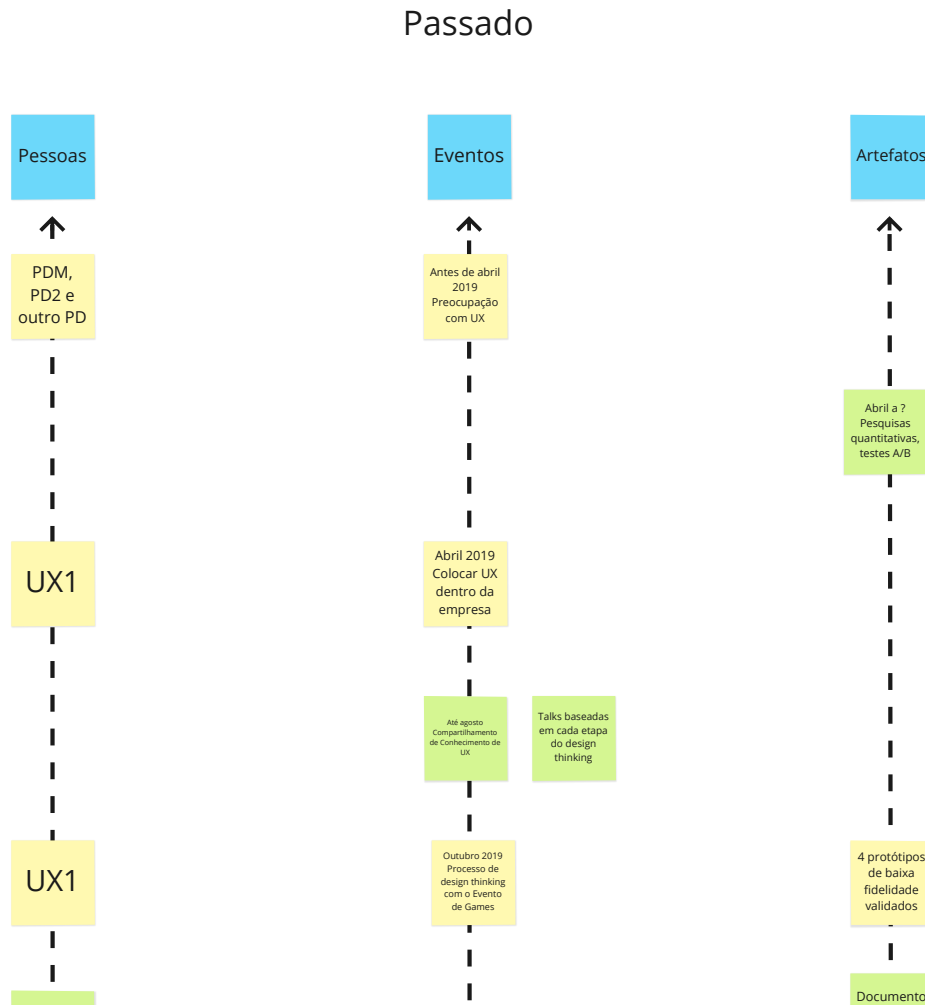 Passado
Pessoas
Eventos
Artefatos
PDM,
PD2 e
outro PD
Antes de abril
2019
Preocupação
com UX
Abril a ?
Pesquisas
quantitativas,
testes A/B
UX1
Abril 2019
Colocar UX
dentro da
empresa
Até agosto
Compartilhamento
de Conhecimento de
UX
Talks baseadas
em cada etapa
do design
thinking
UX1
Outubro 2019
Processo de
design thinking
com o Evento
de Games
4 protótipos
de baixa
fidelidade
validados
Documento